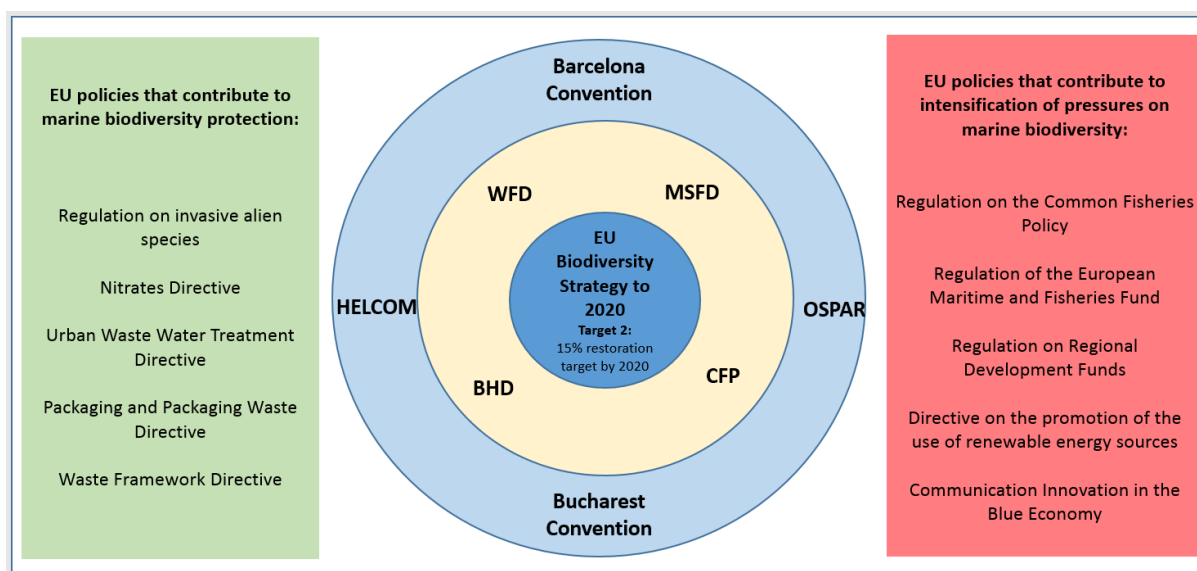 EU policies that contribute to
marine biodiversity protection:
Regulation on invasive alien
species
Nitrates Directive
Urban Waste Water Treatment
Directive
Packaging and Packaging Waste
Directive
Waste Framework Directive
Barcelona
Convention
WFD
MSFD
EU
Biodiversity
Strategy to
2020
Target 2:
15% restoration
target by 2020
HELCOM
OSPAR
BHD
CFP
Bucharest
Convention
EU policies that contribute to
intensification of pressures on
marine biodiversity:
Regulation on the Common Fisheries
Policy
Regulation of the European
Maritime and Fisheries Fund
Regulation on Regional
Development Funds
Directive on the promotion of the
use of renewable energy sources
Communication Innovation in the
Blue Economy